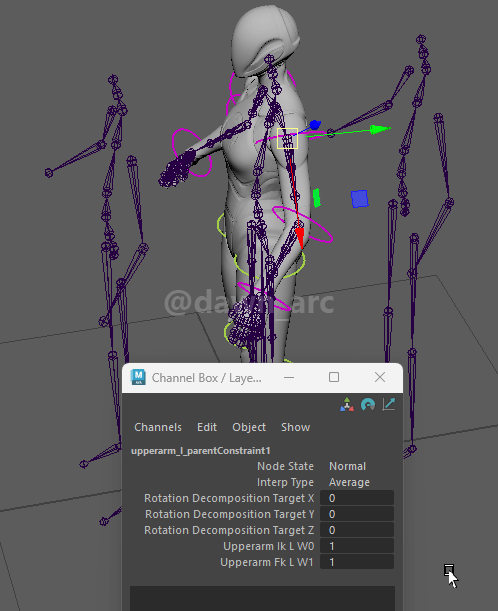 @da arc
Channel Box / Laye...
Channels Edit Object Show
upperarm_l_parentConstraint1
Node State Normal
Interp Type Average
Rotation Decomposition Target X 0
Rotation Decomposition Target Y 0
Rotation Decomposition Target Z 0
Upperarm Ik L W0 1
Upperarm Fk L W1 1